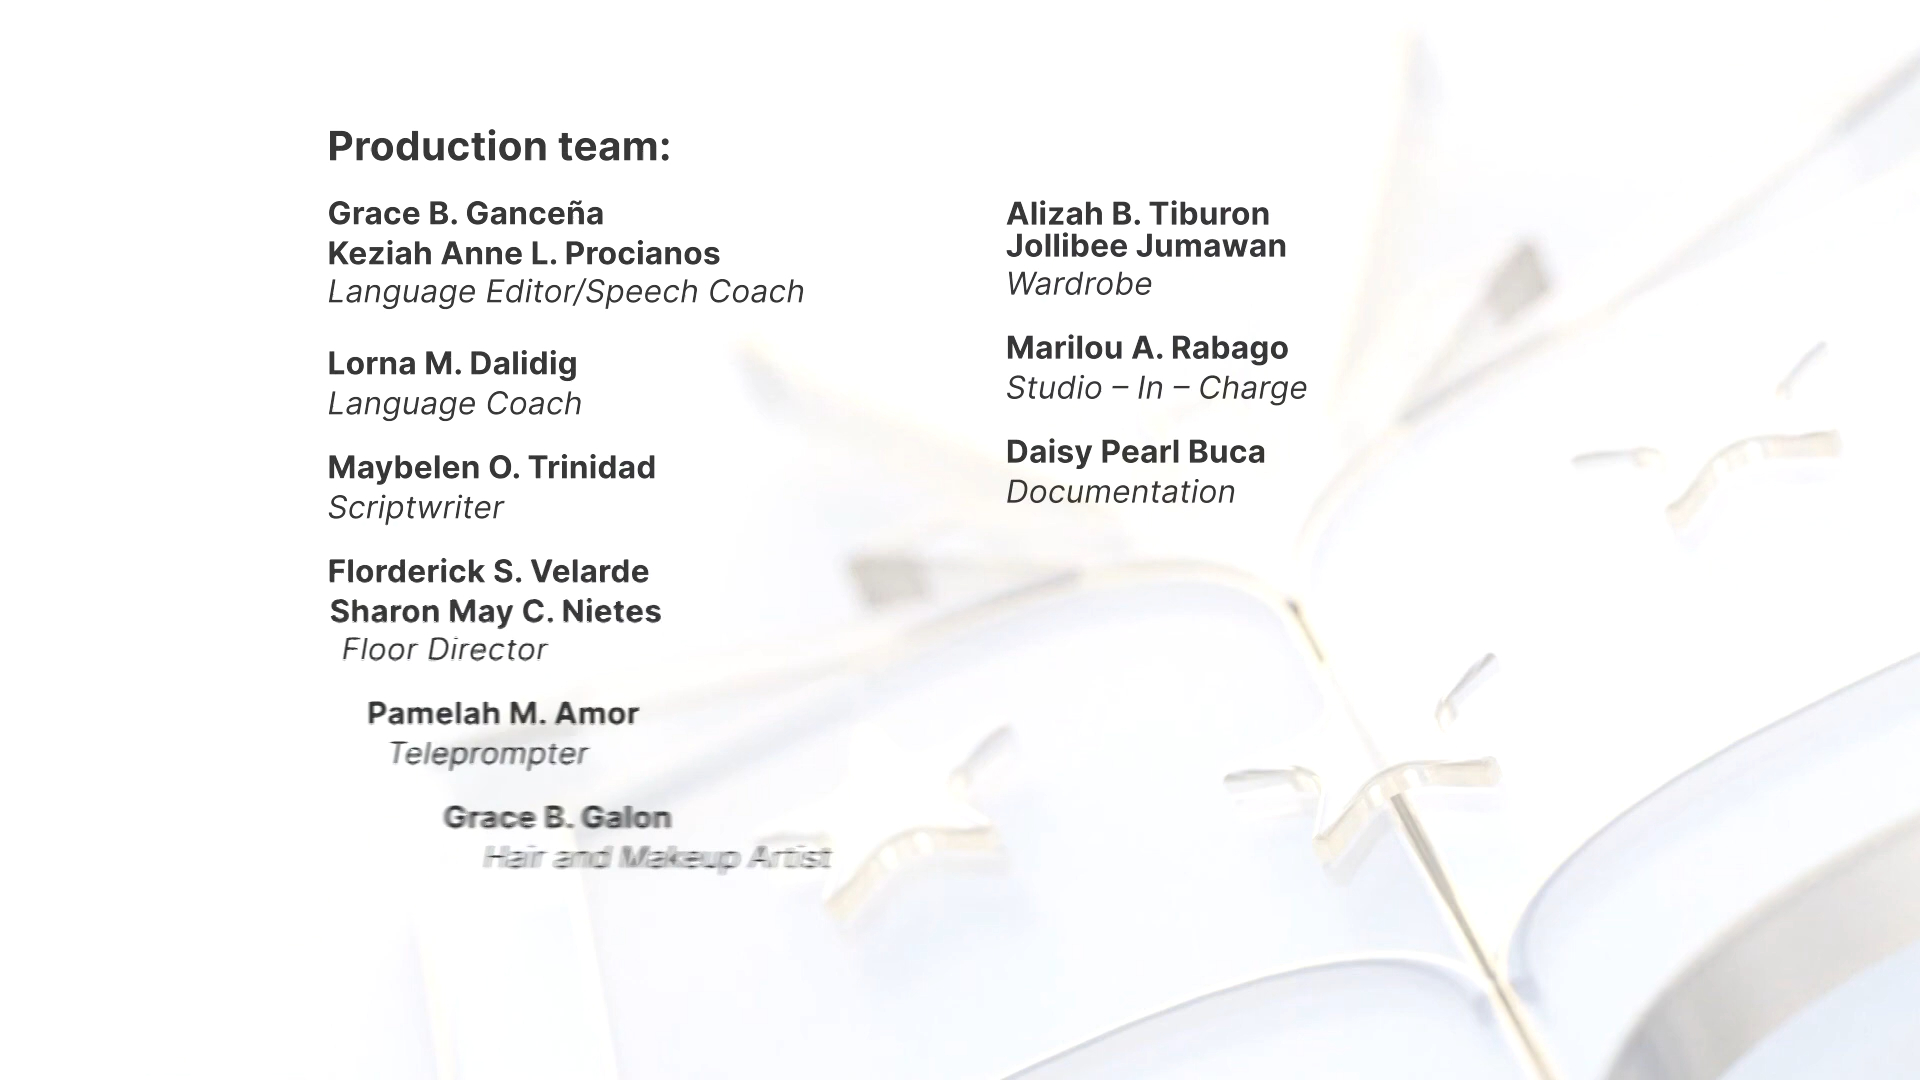 Production team:
Grace B. Ganceña
Keziah Anne L. Procianos
Language Editor/Speech Coach
Lorna M. Dalidig
Language Coach
Maybelen O. Trinidad
Scriptwriter
Florderick S. Velarde
Sharon May C. Nietes
Floor Director
Pamelah M. Amor
Teleprompter
Grace B. Galon
Hair and Makeup Artist
Alizah B. Tiburon
Jollibee Jumawan
Wardrobe
Marilou A. Rabago
Studio – In – Charge
Daisy Pearl Buca
Documentation